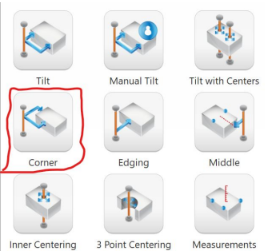 Tilt
Manual Tilt
Tilt with Centers
Corner
Edging
Middle
Inner Centering
3 Point Centering
Measurements